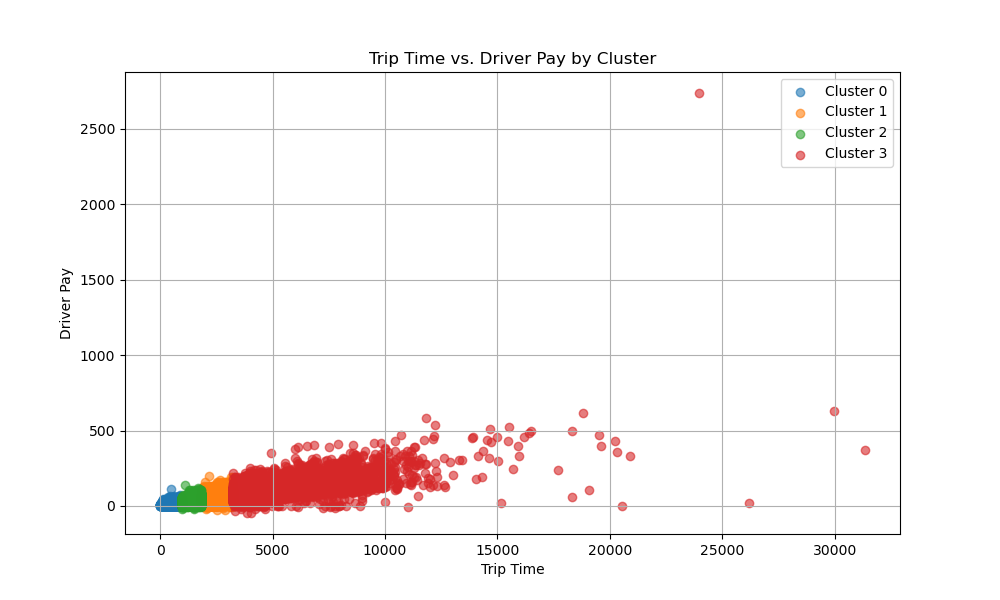 Trip Time vs. Driver Pay by Cluster
Cluster 0
Cluster 1
Cluster 2
Cluster 3
2500
2000
1500
1000
500
0
Driver Pay
0 5000 10000 15000 20000 25000 30000
Trip Time